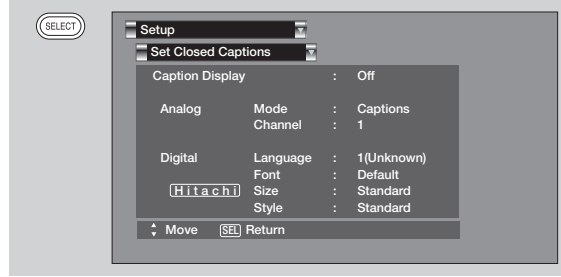 SELECT
Setup
Set Closed Captions
Caption Display : Off
Analog Mode : Captions
Channel : 1
Digital Language : 1(Unknown)
Font : Default
Hitachi Size : Standard
Style : Standard
Move SEL Return